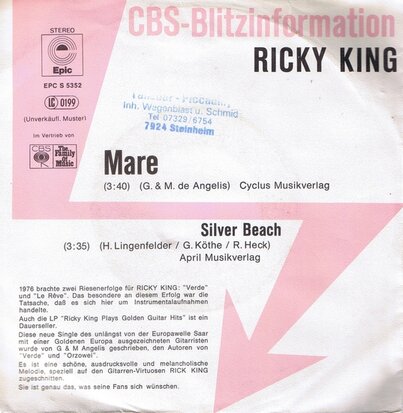 CBS-Blitzinformation
RICKY KING
STEREO
Epic
EPC S 5352
LC 0199
(Unverkäufl. Muster)
Im Vertrieb von
CBS
The Family Of Music
Inh. Wagenblast u. Schmid
Tel 07329/6754
7924 Steinheim
Mare
(3:40) (G. & M. de Angelis) Cyclus Musikverlag
Silver Beach
(3:35) (H. Lingenfelder / G. Köthe / R. Heck)
April Musikverlag
1976 brachte zwei Riesenerfolge für RICKY KING: "Verde"
und "Le Rêve". Das besondere an diesem Erfolg war die
Tatsache, daß es sich hier um Instrumentalaufnahmen
handelte.
Auch die LP "Ricky King Plays Golden Guitar Hits" ist ein
Dauerseller.
Diese neue Single des unlängst von der Europawelle Saar
mit einer Goldenen Europa ausgezeichneten Gitarristen
wurde von G & M Angelis geschrieben, den Autoren von
"Verde" und "Orzowei".
Es ist eine schöne, ausdrucksvolle und melancholische
Melodie, speziell auf den Gitarren-Virtuosen RICK KING
zugeschnitten.
Sie ist genau das, was seine Fans sich wünschen.